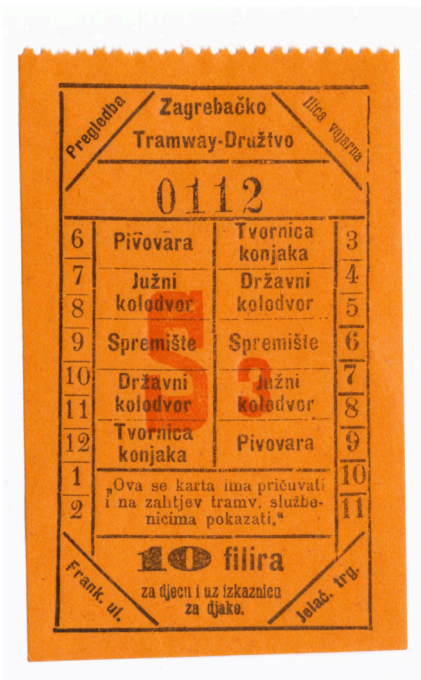 Pregledba
Zagrebačko
Tramway-Družtvo
Ilica vojarna
0112
6 Pivovara Tvornica konjaka 3
7 Južni Državni 4
8 kolodvor kolodvor 5
9 Spremište Spremište 6
10 Državni Južni 7
11 kolodvor kolodvor 8
12 Tvornica konjaka Pivovara 9
1 10
2 11
S 3
„Ova se karta ima pričuvati
i na zahtjev tramv. službe-
nicima pokazati.“
10 filira
za djecu i uz izkaznicu
za djake.
Frank. ul.
Jelač. trg.